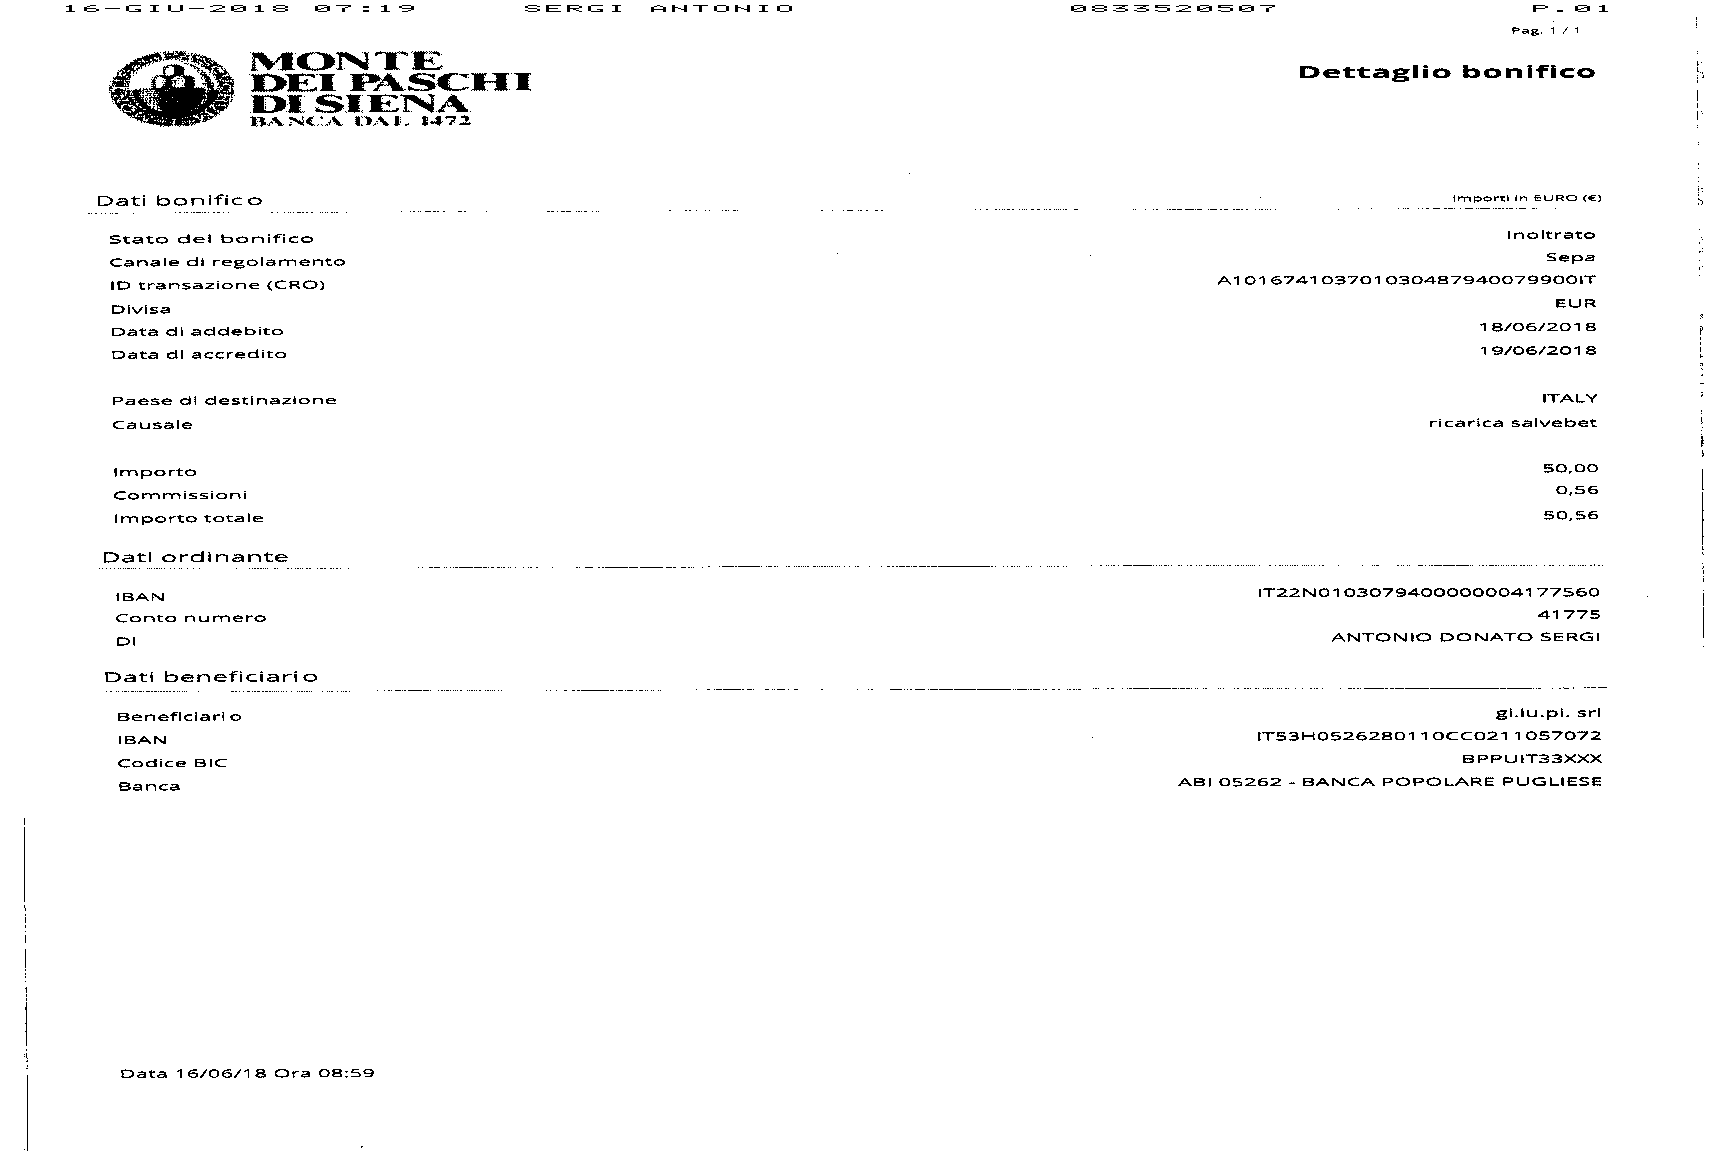 16-GIU-2018 07:19 SERGI ANTONIO 0833520507 P.01
Pag. 1 / 1
MONTE
DEI PASCHI
DI SIENA
BANCA DAL 1472
Dettaglio bonifico
Dati bonifico Importi in EURO (€)
Stato del bonifico Inoltrato
Canale di regolamento Sepa
ID transazione (CRO) A101674103701030487940079900IT
Divisa EUR
Data di addebito 18/06/2018
Data di accredito 19/06/2018
Paese di destinazione ITALY
Causale ricarica salvebet
Importo 50,00
Commissioni 0,56
Importo totale 50,56
Dati ordinante
IBAN IT22N0103079400000004177560
Conto numero 41775
DI ANTONIO DONATO SERGI
Dati beneficiario
Beneficiario gi.lu.pi. srl
IBAN IT53H0526280110CC0211057072
Codice BIC BPPUIT33XXX
Banca ABI 05262 - BANCA POPOLARE PUGLIESE
Data 16/06/18 Ora 08:59